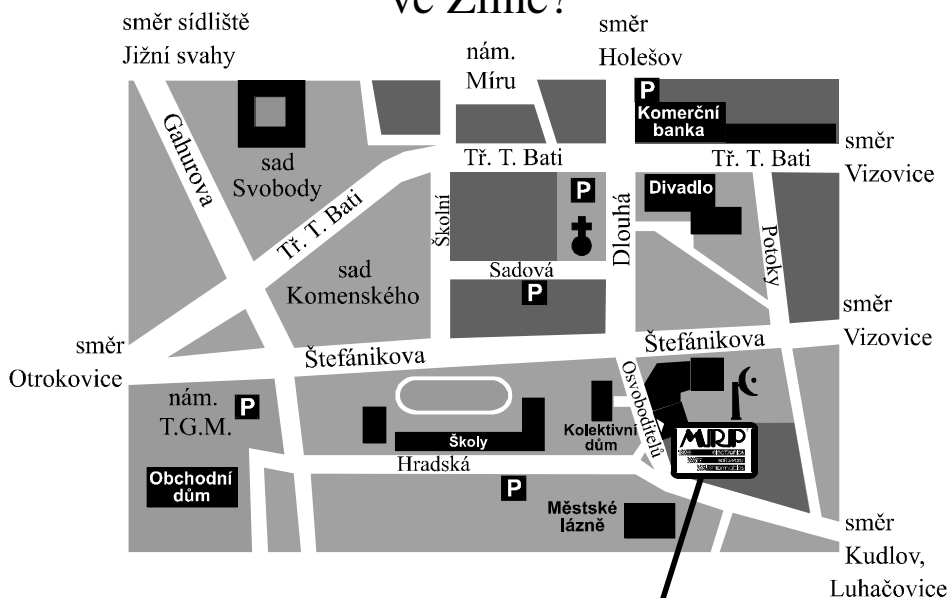 ve Zlíně?
směr sídliště
Jižní svahy
nám.
Míru
směr
Holešov
P
Komerční
banka
směr
Vizovice
Gahurova
sad
Svobody
Tř. T. Bati
Tř. T. Bati
Tř. T. Bati
Školní
P
Dlouhá
Divadlo
Potoky
sad
Komenského
Sadová
P
směr
Vizovice
směr
Otrokovice
Štefánikova
Štefánikova
nám.
T.G.M.
P
Osvoboditelů
Kolektivní
dům
Školy
MRP
Hradská
Obchodní
dům
P
Městské
lázně
směr
Kudlov,
Luhačovice